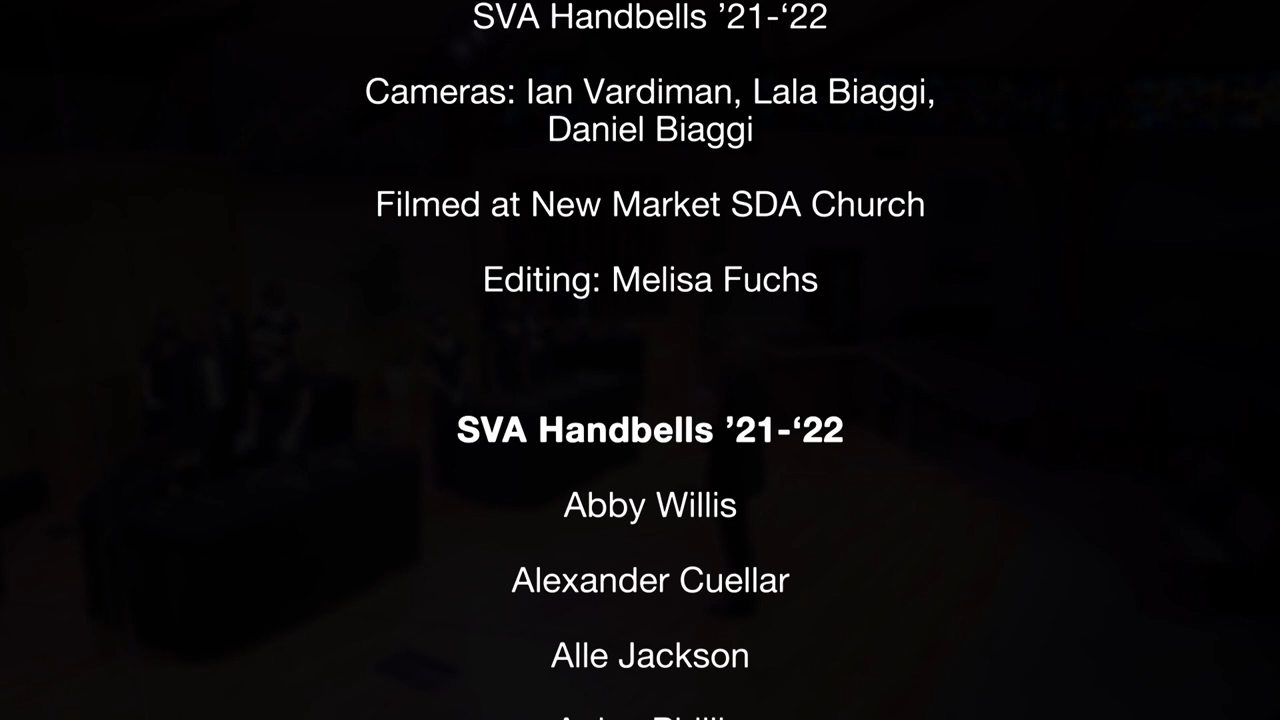 SVA Handbells ’21-‘22
Cameras: Ian Vardiman, Lala Biaggi,
Daniel Biaggi
Filmed at New Market SDA Church
Editing: Melisa Fuchs
SVA Handbells ’21-‘22
Abby Willis
Alexander Cuellar
Alle Jackson